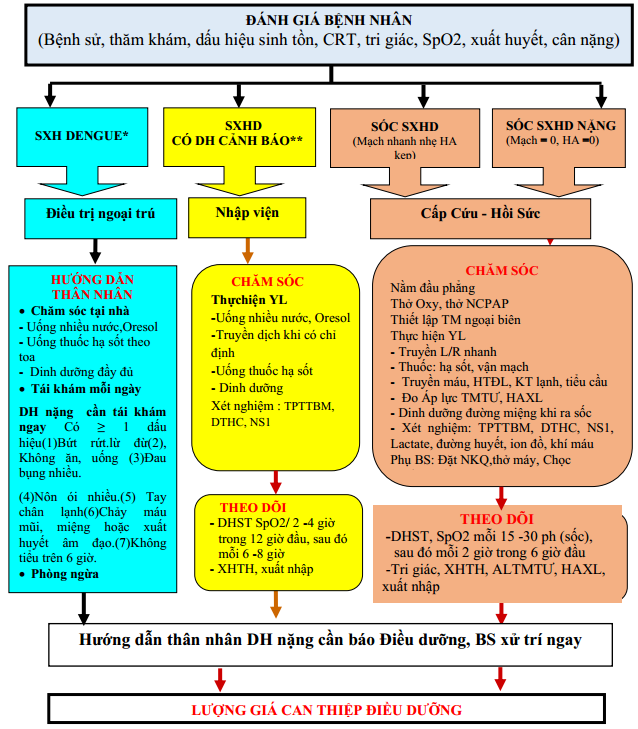 ĐÁNH GIÁ BỆNH NHÂN
(Bệnh sử, thăm khám, dấu hiệu sinh tồn, CRT, tri giác, SpO2, xuất huyết, cân nặng)
SXH DENGUE*
SXHD
CÓ DH CẢNH BÁO**
SÓC SXHD
(Mạch nhanh nhẹ HA
kẹp)
SÓC SXHD NẶNG
(Mạch = 0, HA =0)
Điều trị ngoại trú
Nhập viện
Cấp Cứu - Hồi Sức
HƯỚNG DẪN
THÂN NHÂN
• Chăm sóc tại nhà
- Uống nhiều nước,Oresol
- Uống thuốc hạ sốt theo
toa
- Dinh dưỡng đầy đủ
• Tái khám mỗi ngày
DH nặng cần tái khám
ngay Có ≥ 1 dấu
hiệu(1)Bứt rứt.lừ đừ(2),
Không ăn, uống (3)Đau
bụng nhiều.
(4)Nôn ói nhiều.(5) Tay
chân lạnh(6)Chảy máu
mũi, miệng hoặc xuất
huyết âm đạo.(7)Không
tiểu trên 6 giờ.
• Phòng ngừa
CHĂM SÓC
Thựchiện YL
-Uống nhiều nước, Oresol
-Truyền dịch khi có chỉ
định
-Uống thuốc hạ sốt
- Dinh dưỡng
Xét nghiệm : TPTTBM,
DTHC, NS1
THEO DÕI
- DHST SpO2/ 2 -4 giờ
trong 12 giờ đầu, sau đó
mỗi 6 -8 giờ
- XHTH, xuất nhập
CHĂM SÓC
Nằm đầu phẳng
Thở Oxy, thở NCPAP
Thiết lập TM ngoại biên
Thực hiện YL
- Truyền L/R nhanh
- Thuốc: hạ sốt, vận mạch
- Truyền máu, HTĐL, KT lạnh, tiểu cầu
- Đo Áp lực TMTƯ, HAXL
- Dinh dưỡng đường miệng khi ra sốc
- Xét nghiệm: TPTTBM, DTHC, NS1,
Lactate, đường huyết, ion đồ, khí máu
Phụ BS: Đặt NKQ,thở máy, Chọc
THEO DÕI
-DHST, SpO2 mỗi 15 -30 ph (sốc),
sau đó mỗi 2 giờ trong 6 giờ đầu
-Tri giác, XHTH, ALTMTƯ, HAXL,
xuất nhập
Hướng dẫn thân nhân DH nặng cần báo Điều dưỡng, BS xử trí ngay
LƯỢNG GIÁ CAN THIỆP ĐIỀU DƯỠNG